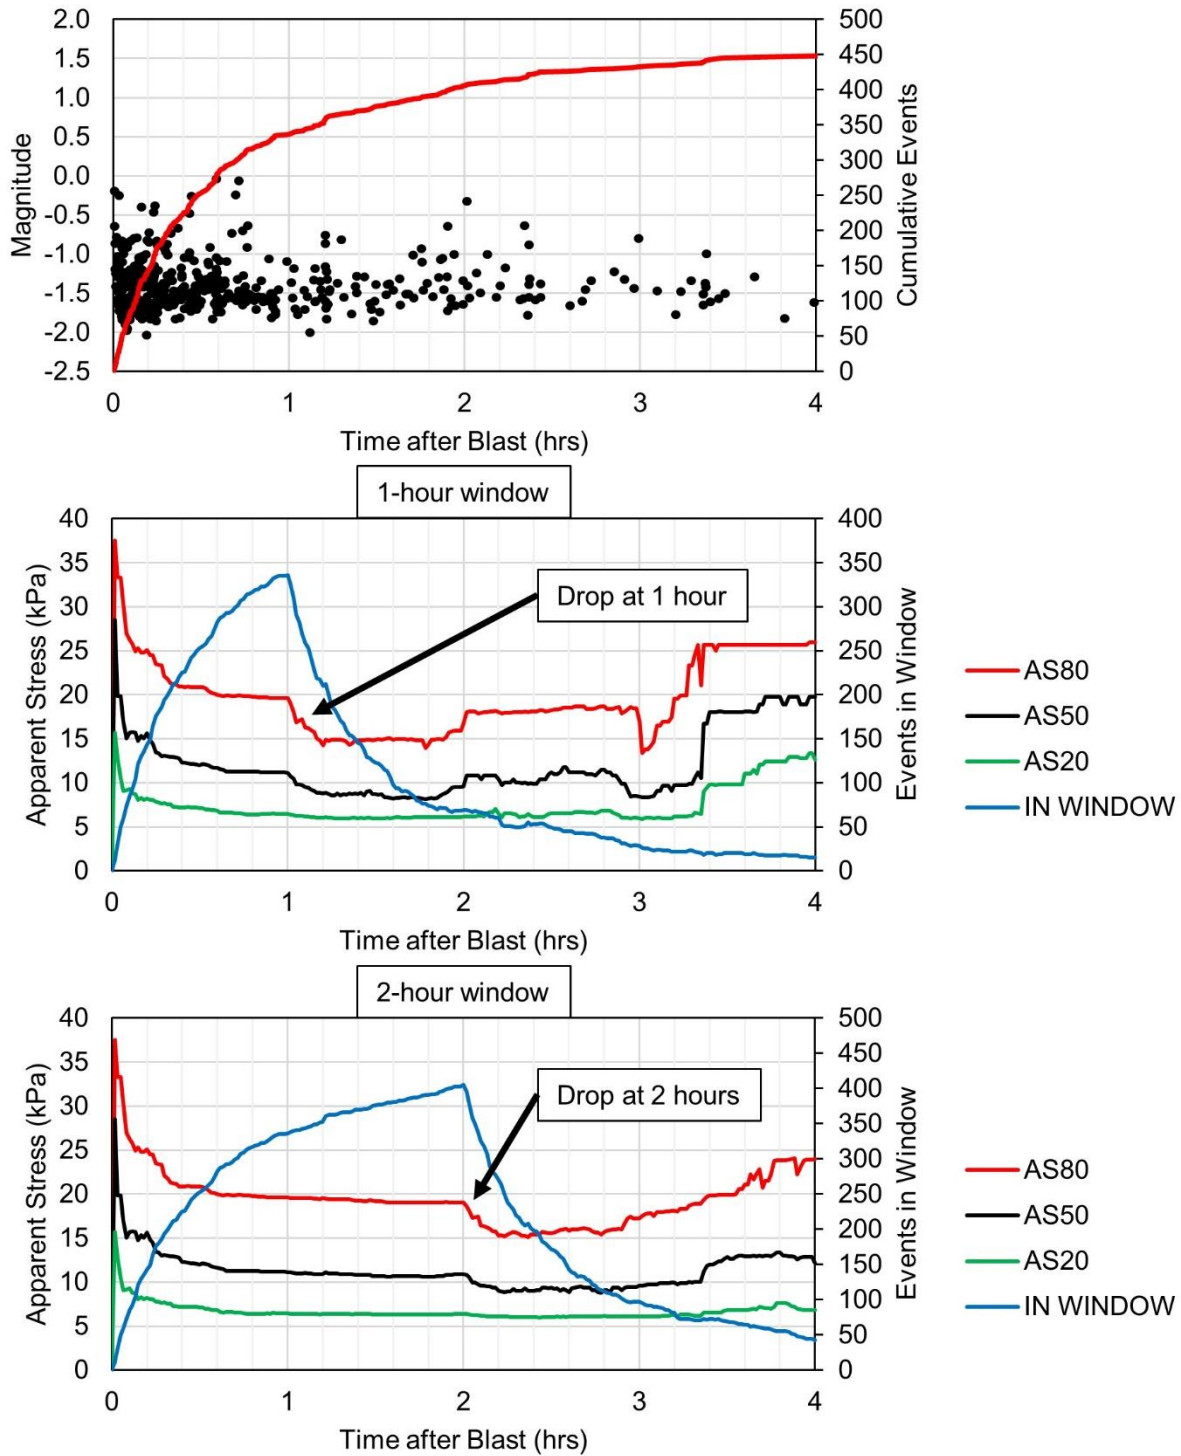 2.0
1.5
1.0
0.5
0.0
-0.5
-1.0
-1.5
-2.0
-2.5
Magnitude
500
450
400
350
300
250
200
150
100
50
0
Cumulative Events
0 1 2 3 4
Time after Blast (hrs)
1-hour window
40
35
30
25
20
15
10
5
0
Apparent Stress (kPa)
Drop at 1 hour
400
350
300
250
200
150
100
50
0
Events in Window
0 1 2 3 4
Time after Blast (hrs)
AS80
AS50
AS20
IN WINDOW
2-hour window
40
35
30
25
20
15
10
5
0
Apparent Stress (kPa)
Drop at 2 hours
500
450
400
350
300
250
200
150
100
50
0
Events in Window
0 1 2 3 4
Time after Blast (hrs)
AS80
AS50
AS20
IN WINDOW